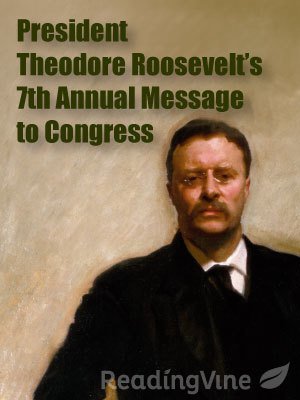 President
Theodore Roosevelt’s
7th Annual Message
to Congress
ReadingVine